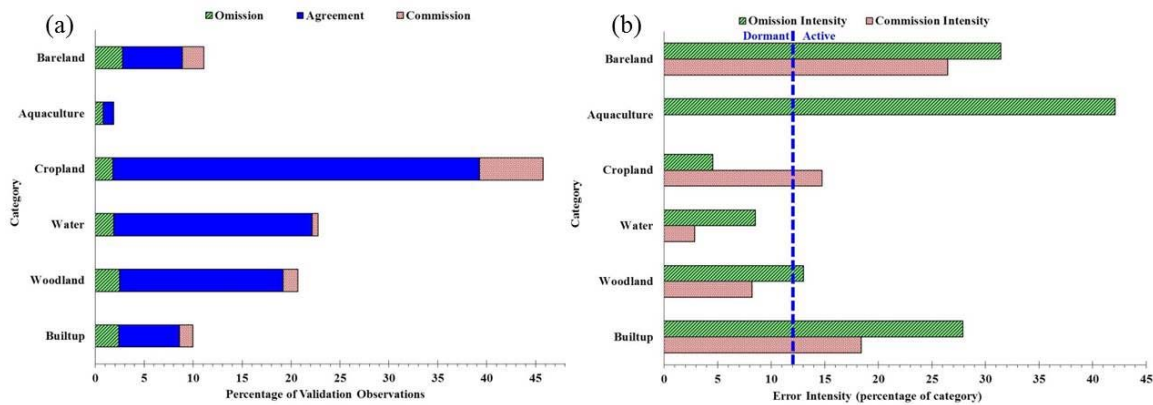 (a)
Omission Agreement Commission
Bareland
Aquaculture
Cropland
Water
Woodland
Builtup
Category
0 5 10 15 20 25 30 35 40 45
Percentage of Validation Observations
(b)
Omission Intensity Commission Intensity
Dormant Active
Bareland
Aquaculture
Cropland
Water
Woodland
Builtup
Category
0 5 10 15 20 25 30 35 40 45
Error Intensity (percentage of category)